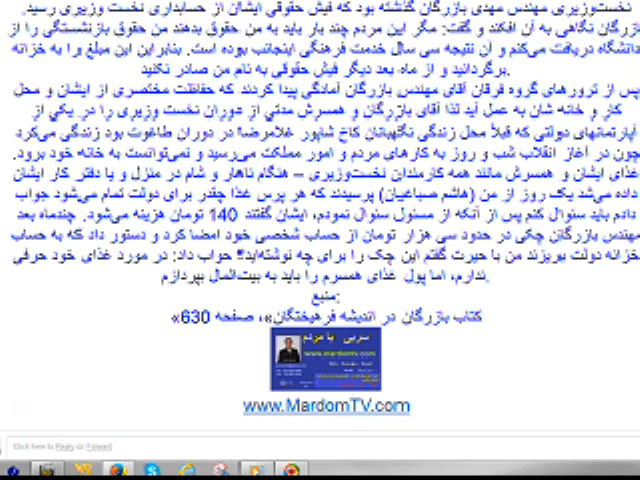 نخست‌وزیری مهندس مهدی بازرگان گذشته بود که فیش حقوقی ایشان از حسابداری نخست وزیری رسید.
بازرگان نگاهی به آن افکند و گفت: مگر این مردم چند بار باید به من حقوق بدهند من حقوق بازنشستگی را از
دانشگاه دریافت می‌کنم و آن نتیجه سی سال خدمت فرهنگی اینجانب بوده است. بنابراین این مبلغ را به خزانه
برگردانید و از ماه بعد دیگر فیش حقوقی به نام من صادر نکنید.
پس از ترورهای گروه فرقان آقای مهندس بازرگان آمادگی پیدا کردند که حفاظت مختصری از ایشان و محل
کار و خانه شان به عمل آید لذا آقای بازرگان و همسرش مدتی از دوران نخست وزیری را در یکی از
آپارتمانهای دولتی که قبلاً محل زندگی نگهبانان کاخ شاپور غلامرضا در دوران طاغوت بود زندگی می‌کرد
چون در آغاز انقلاب شب و روز به کارهای مردم و امور مملکت می‌رسید و نمی‌توانست به خانه خود برود.
غذای ایشان و همسرش مانند همه کارمندان نخست‌وزیری – هنگام ناهار و شام در منزل و یا دفتر کار ایشان
داده می‌شد یک روز از من (هاشم صباغیان) پرسیدند که هر پرس غذا چقدر برای دولت تمام می‌شود جواب
دادم باید سئوال کنم پس از آنکه از مسئول سئوال نمودم، ایشان گفتند 140 تومان هزینه می‌شود. چندماه بعد
مهندس بازرگان چکی در حدود سی هزار تومان از حساب شخصی خود امضا کرد و دستور داد که به حساب
خزانه دولت بریزند من با حیرت گفتم این چک را برای چه نوشته‌اید؟ جواب داد: در مورد غذای خود حرفی
ندارم، اما پول غذای همسرم را باید به بیت‌المال بپردازم.
منبع:
کتاب بازرگان در اندیشه فرهیختگان»، صفحه 630»
مردم با سربی
www.mardomtv.com
www.MardomTV.com
Click here to Reply or Forward